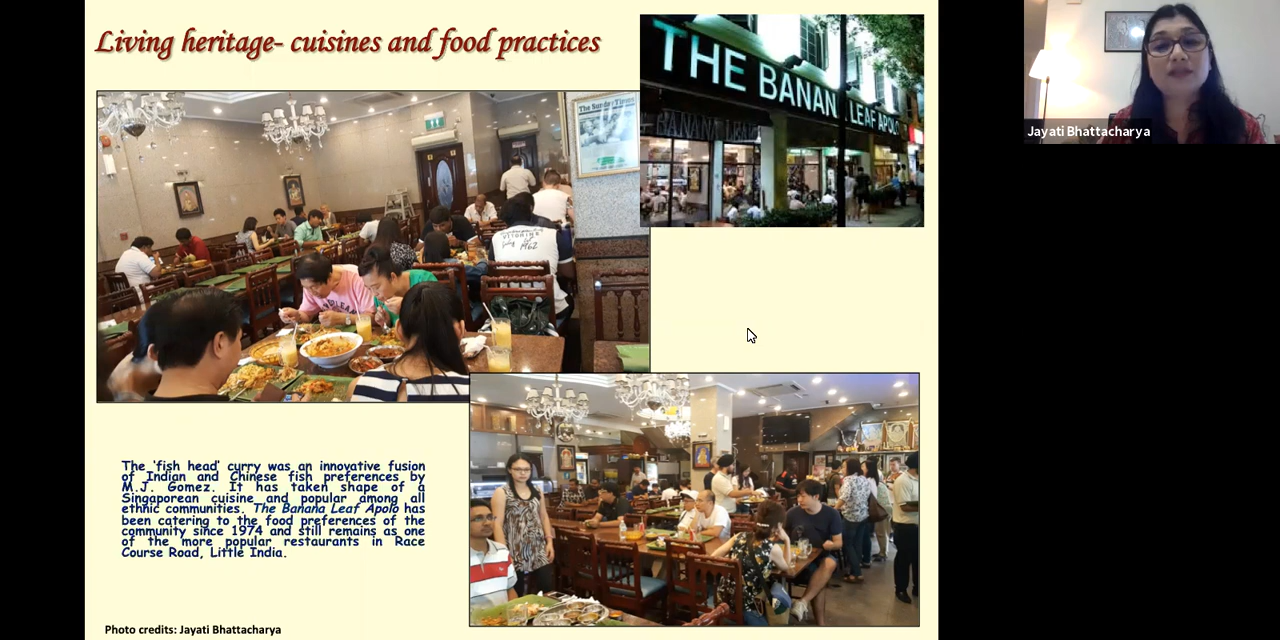 Living heritage- cuisines and food practices
The Sunday Times
THE BANAN LEAF APOLO
Jayati Bhattacharya
1962
The 'fish head' curry was an innovative fusion
of Indian and Chinese fish preferences by
M.J. Gomez. It has taken shape of a
Singaporean cuisine and popular among all
ethnic communities. The Banana Leaf Apolo has
been catering to the food preferences of the
community since 1974 and still remains as one
of the more popular restaurants in Race
Course Road, Little India.
Photo credits: Jayati Bhattacharya